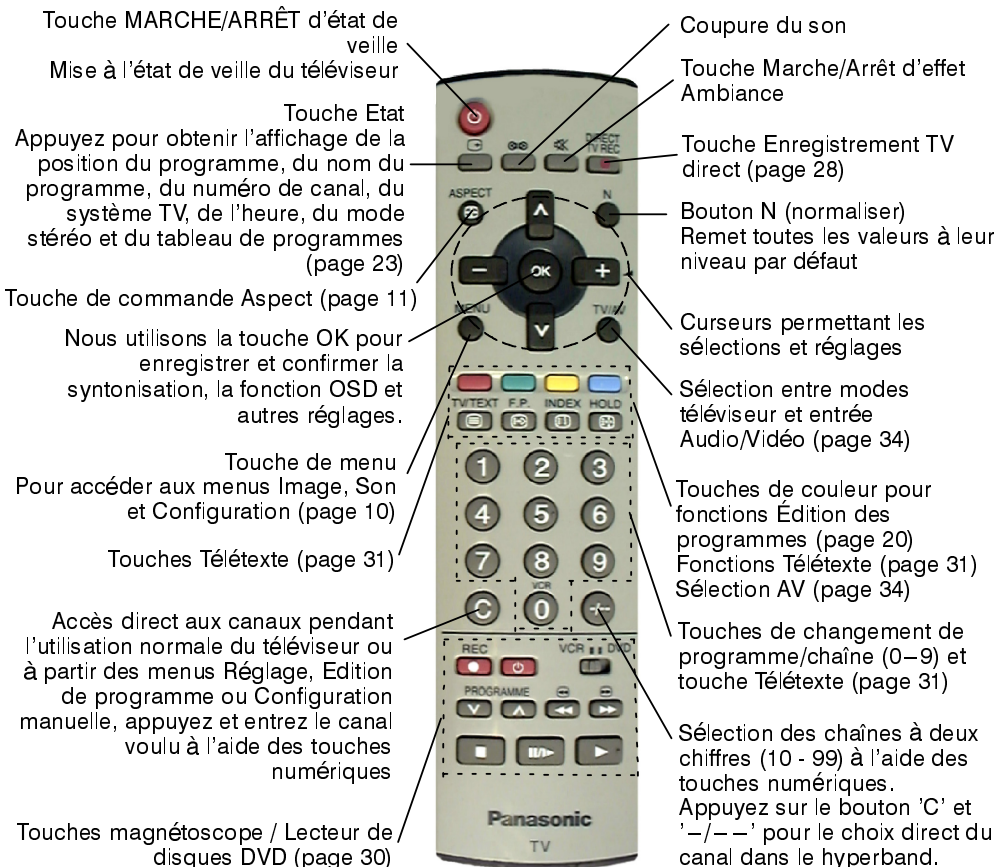 Touche MARCHE/ARRÊT d'état de
veille
Mise à l'état de veille du téléviseur
Touche Etat
Appuyez pour obtenir l'affichage de la
position du programme, du nom du
programme, du numéro de canal, du
système TV, de l'heure, du mode
stéréo et du tableau de programmes
(page 23)
Touche de commande Aspect (page 11)
Nous utilisons la touche OK pour
enregistrer et confirmer la
syntonisation, la fonction OSD et
autres réglages.
Touche de menu
Pour accéder aux menus Image, Son
et Configuration (page 10)
Touches Télétexte (page 31)
Accès direct aux canaux pendant
l'utilisation normale du téléviseur ou
à partir des menus Réglage, Edition
de programme ou Configuration
manuelle, appuyez et entrez le canal
voulu à l'aide des touches
numériques
Touches magnétoscope / Lecteur de
disques DVD (page 30)
DIRECT
TV REC
ASPECT N
OK
MENU TV/AV
TV/TEXT F.P. INDEX HOLD
1 2 3
4 5 6
7 8 9
VCR
C 0 -/--
REC VCR DVD
PROGRAMME
Panasonic
TV
Coupure du son
Touche Marche/Arrêt d'effet
Ambiance
Touche Enregistrement TV
direct (page 28)
Bouton N (normaliser)
Remet toutes les valeurs à leur
niveau par défaut
Curseurs permettant les
sélections et réglages
Sélection entre modes
téléviseur et entrée
Audio/Vidéo (page 34)
Touches de couleur pour
fonctions Édition des
programmes (page 20)
Fonctions Télétexte (page 31)
Sélection AV (page 34)
Touches de changement de
programme/chaîne (0–9) et
touche Télétexte (page 31)
Sélection des chaînes à deux
chiffres (10 - 99) à l'aide des
touches numériques.
Appuyez sur le bouton 'C' et
'–/––' pour le choix direct du
canal dans le hyperband.